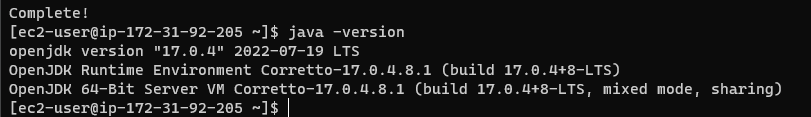 Complete!
[ec2-user@ip-172-31-92-205 ~]$ java -version
openjdk version "17.0.4" 2022-07-19 LTS
OpenJDK Runtime Environment Corretto-17.0.4.8.1 (build 17.0.4+8-LTS)
OpenJDK 64-Bit Server VM Corretto-17.0.4.8.1 (build 17.0.4+8-LTS, mixed mode, sharing)
[ec2-user@ip-172-31-92-205 ~]$